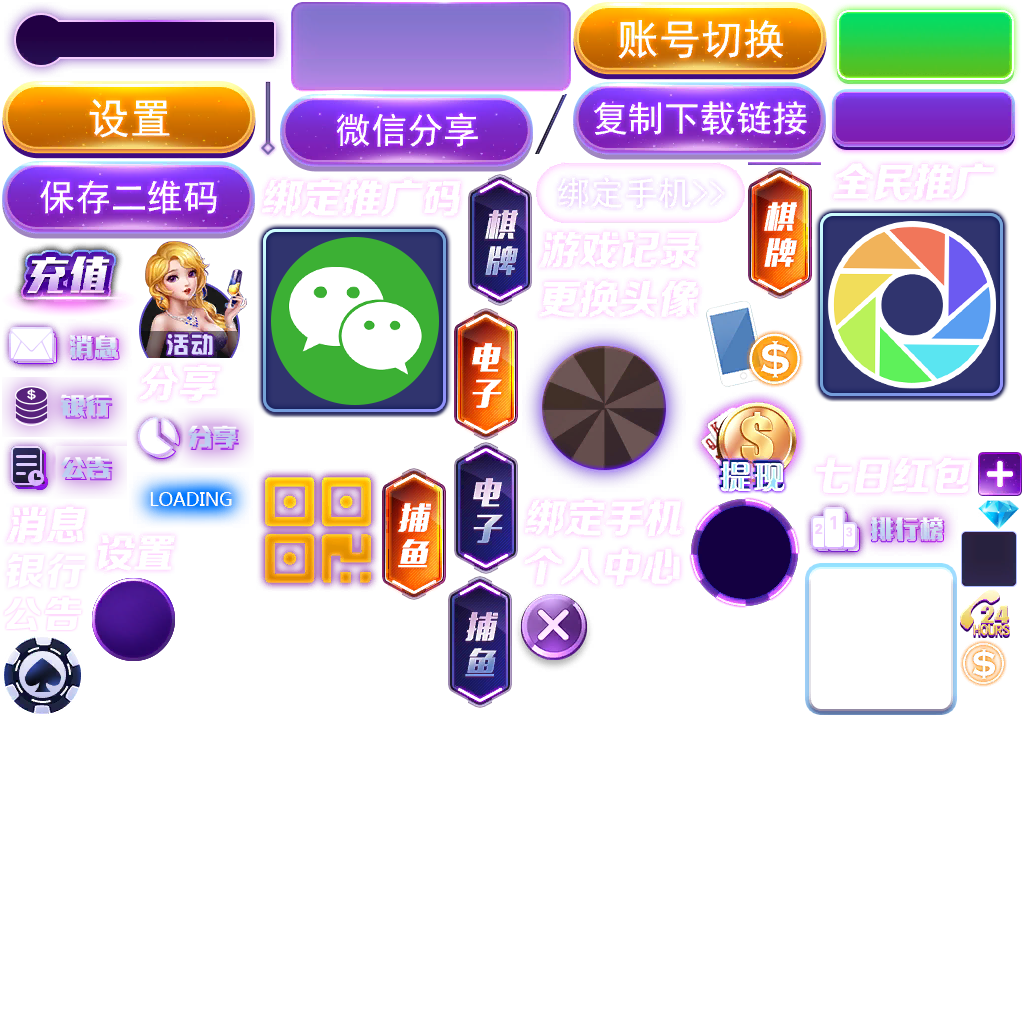 账号切换
设置
微信分享
复制下载链接
保存二维码
绑定推广码
棋牌
绑定手机>>
棋牌
全民推广
充值
游戏记录
更换头像
活动
消息
电子
分享
银行
分享
公告
提现
七日红包
LOADING
捕鱼
电子
绑定手机
排行榜
1
2
3
消息
设置
银行
个人中心
公告
捕鱼
24
HOURS